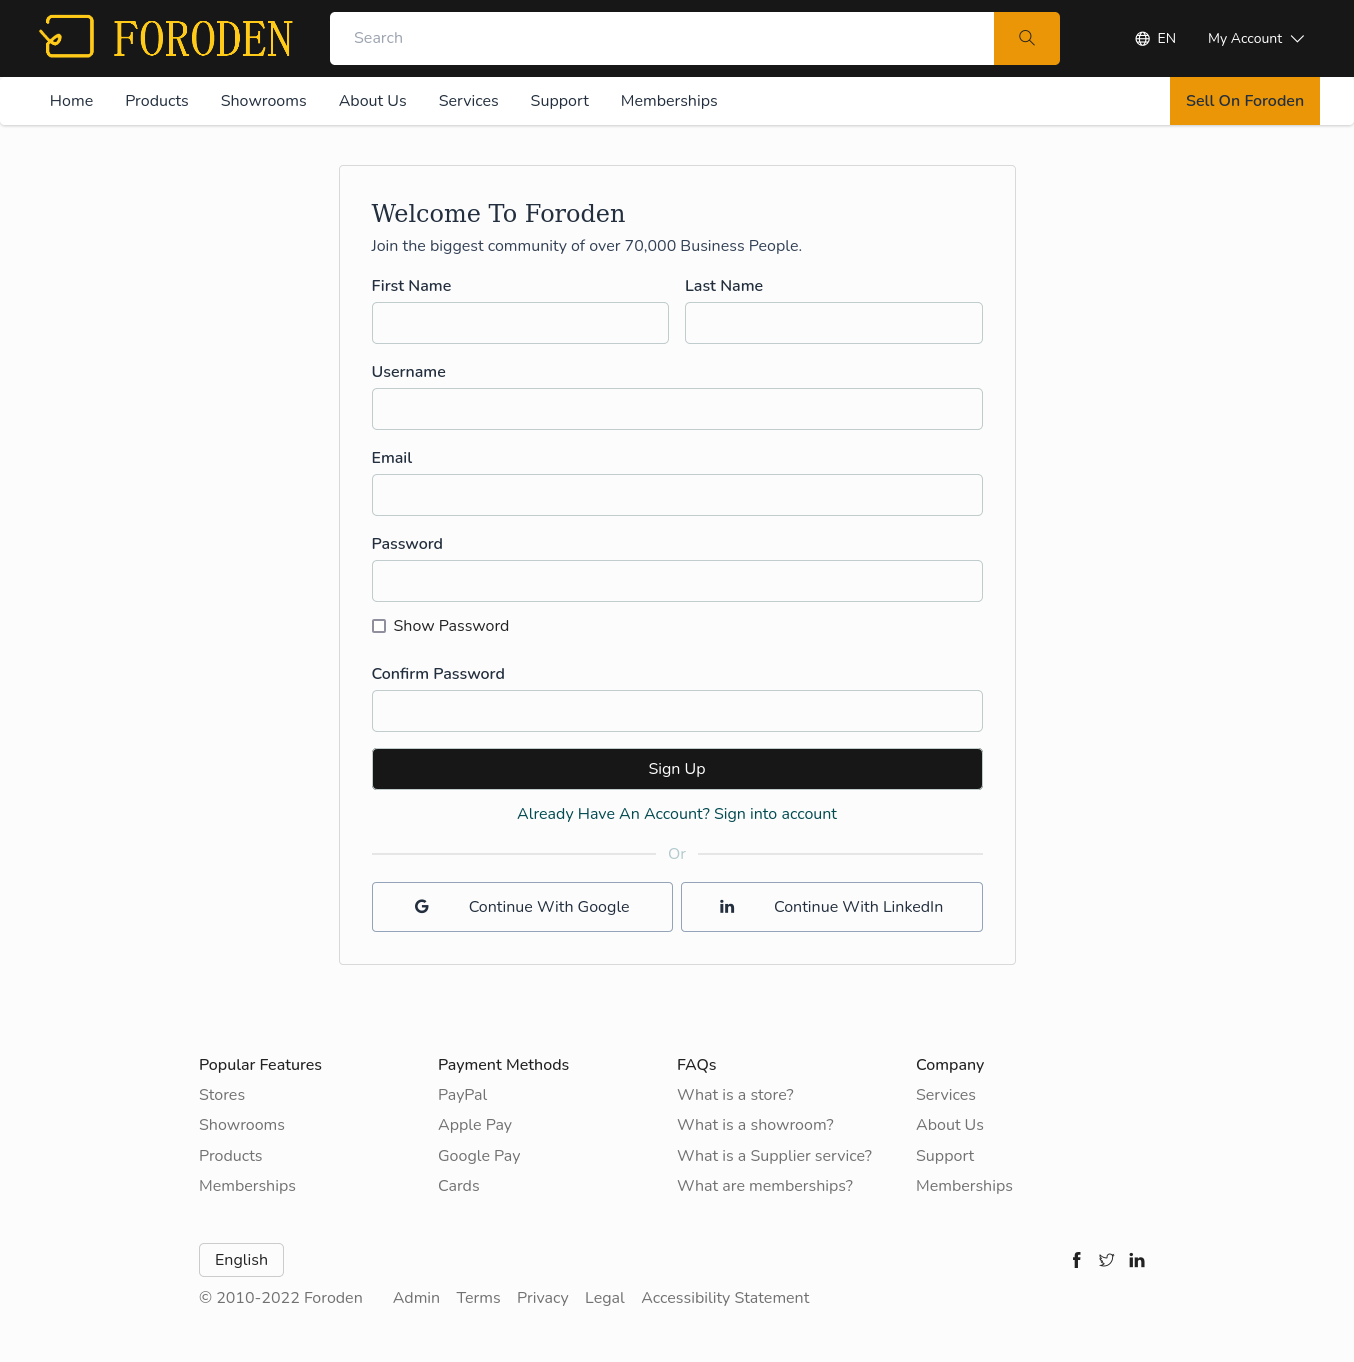 FORODEN
Search
EN
My Account
Home Products Showrooms About Us Services Support Memberships
Sell On Foroden
Welcome To Foroden
Join the biggest community of over 70,000 Business People.
First Name Last Name
Username
Email
Password
Show Password
Confirm Password
Sign Up
Already Have An Account? Sign into account
Or
Continue With Google
Continue With LinkedIn
Popular Features
Stores
Showrooms
Products
Memberships
Payment Methods
PayPal
Apple Pay
Google Pay
Cards
FAQs
What is a store?
What is a showroom?
What is a Supplier service?
What are memberships?
Company
Services
About Us
Support
Memberships
English
© 2010-2022 Foroden Admin Terms Privacy Legal Accessibility Statement